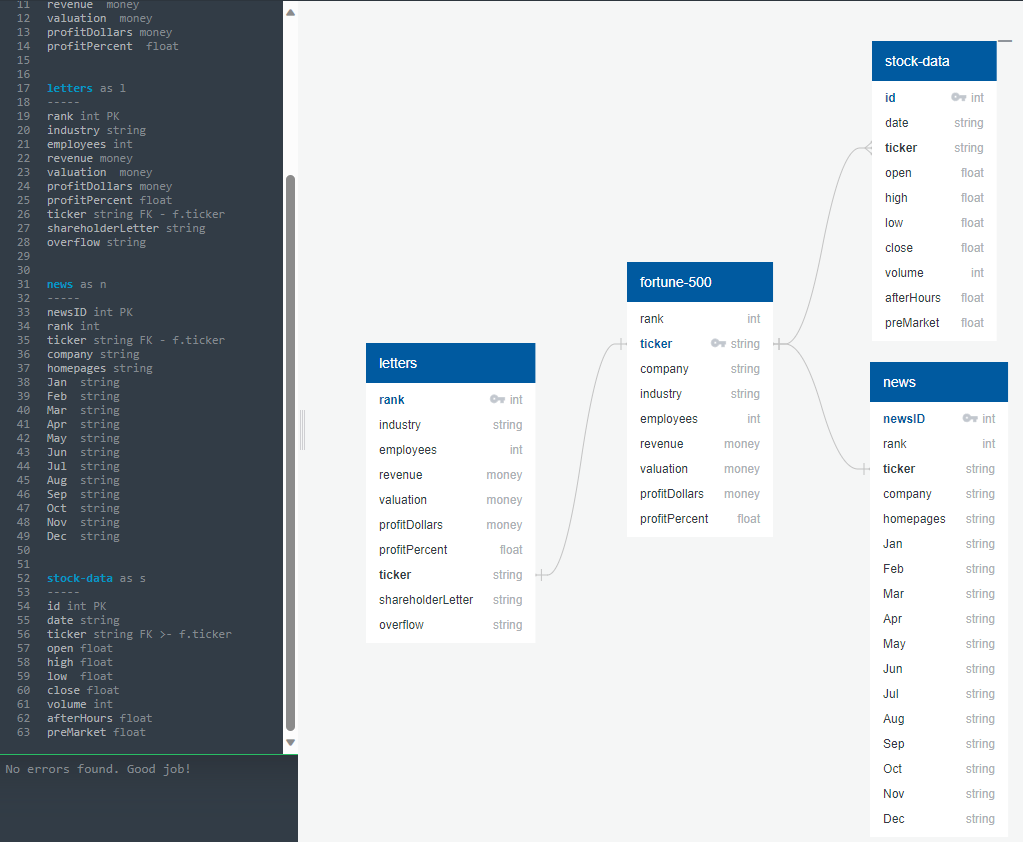 11 revenue  money
12 valuation  money
13 profitDollars money
14 profitPercent  float
15
16
17 letters as l
18 -----
19 rank int PK
20 industry string
21 employees int
22 revenue money
23 valuation  money
24 profitDollars money
25 profitPercent float
26 ticker string FK - f.ticker
27 shareholderLetter string
28 overflow string
29
30
31 news as n
32 -----
33 newsID int PK
34 rank int
35 ticker string FK - f.ticker
36 company string
37 homepages string
38 Jan  string
39 Feb  string
40 Mar  string
41 Apr  string
42 May  string
43 Jun  string
44 Jul  string
45 Aug  string
46 Sep  string
47 Oct  string
48 Nov  string
49 Dec  string
50
51
52 stock-data as s
53 -----
54 id int PK
55 date string
56 ticker string FK >- f.ticker
57 open float
58 high float
59 low  float
60 close float
61 volume int
62 afterHours float
63 preMarket float
No errors found. Good job!
letters
rank int
industry string
employees int
revenue money
valuation money
profitDollars money
profitPercent float
ticker string
shareholderLetter string
overflow string
fortune-500
rank int
ticker string
company string
industry string
employees int
revenue money
valuation money
profitDollars money
profitPercent float
stock-data
id int
date string
ticker string
open float
high float
low float
close float
volume int
afterHours float
preMarket float
news
newsID int
rank int
ticker string
company string
homepages string
Jan string
Feb string
Mar string
Apr string
May string
Jun string
Jul string
Aug string
Sep string
Oct string
Nov string
Dec string